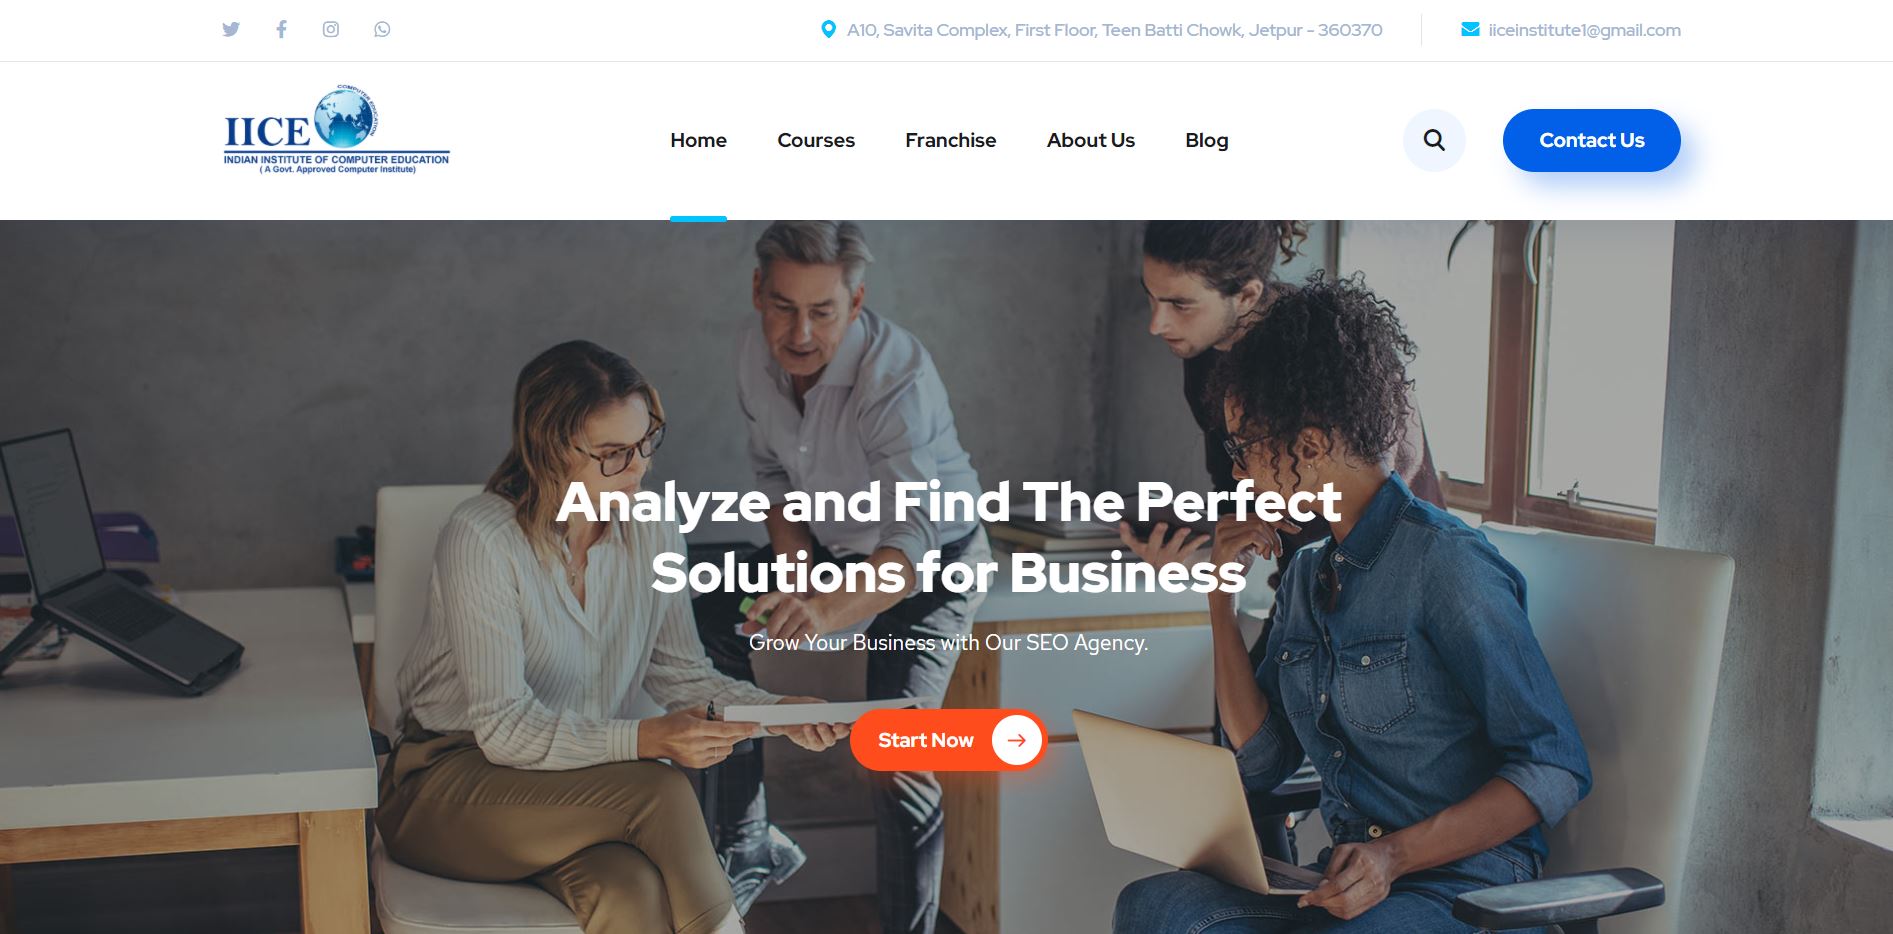 A10, Savita Complex, First Floor, Teen Batti Chowk, Jetpur - 360370
iiceinstitute1@gmail.com
COMPUTER EDUCATION
IICE
INDIAN INSTITUTE OF COMPUTER EDUCATION
( A Govt. Approved Computer Institute)
Home
Courses
Franchise
About Us
Blog
Contact Us
Analyze and Find The Perfect
Solutions for Business
Grow Your Business with Our SEO Agency.
Start Now